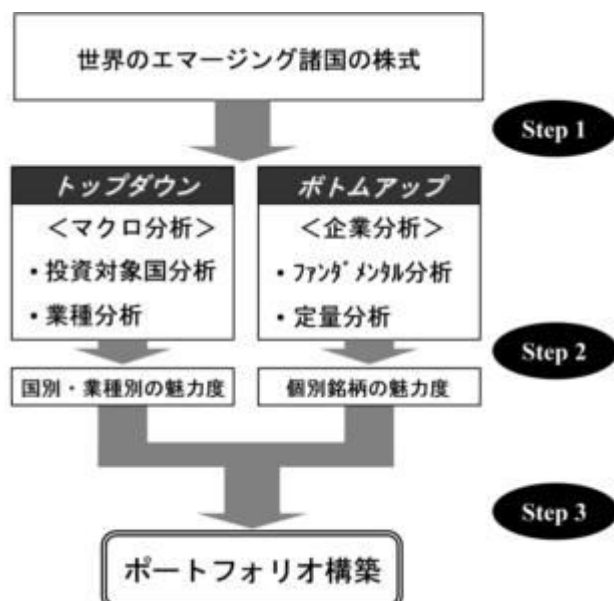 世界のエマージング諸国の株式
Step 1
トップダウン
＜マクロ分析＞
・投資対象国分析
・業種分析
ボトムアップ
＜企業分析＞
・ﾌｧﾝﾀﾞﾒﾝﾀﾙ分析
・定量分析
Step 2
国別・業種別の魅力度
個別銘柄の魅力度
Step 3
ポートフォリオ構築